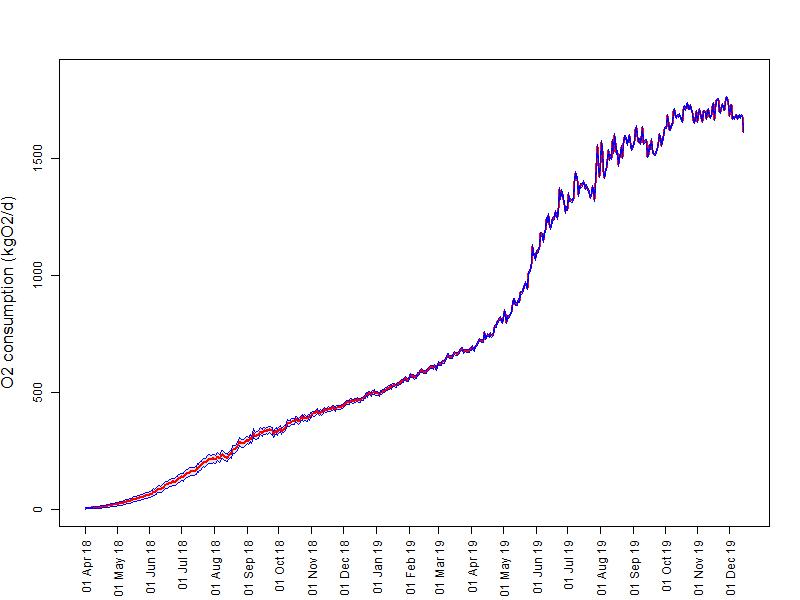 O2 consumption (kgO2/d)
1500
1000
500
0
01 Apr 18
01 May 18
01 Jun 18
01 Jul 18
01 Aug 18
01 Sep 18
01 Oct 18
01 Nov 18
01 Dec 18
01 Jan 19
01 Feb 19
01 Mar 19
01 Apr 19
01 May 19
01 Jun 19
01 Jul 19
01 Aug 19
01 Sep 19
01 Oct 19
01 Nov 19
01 Dec 19